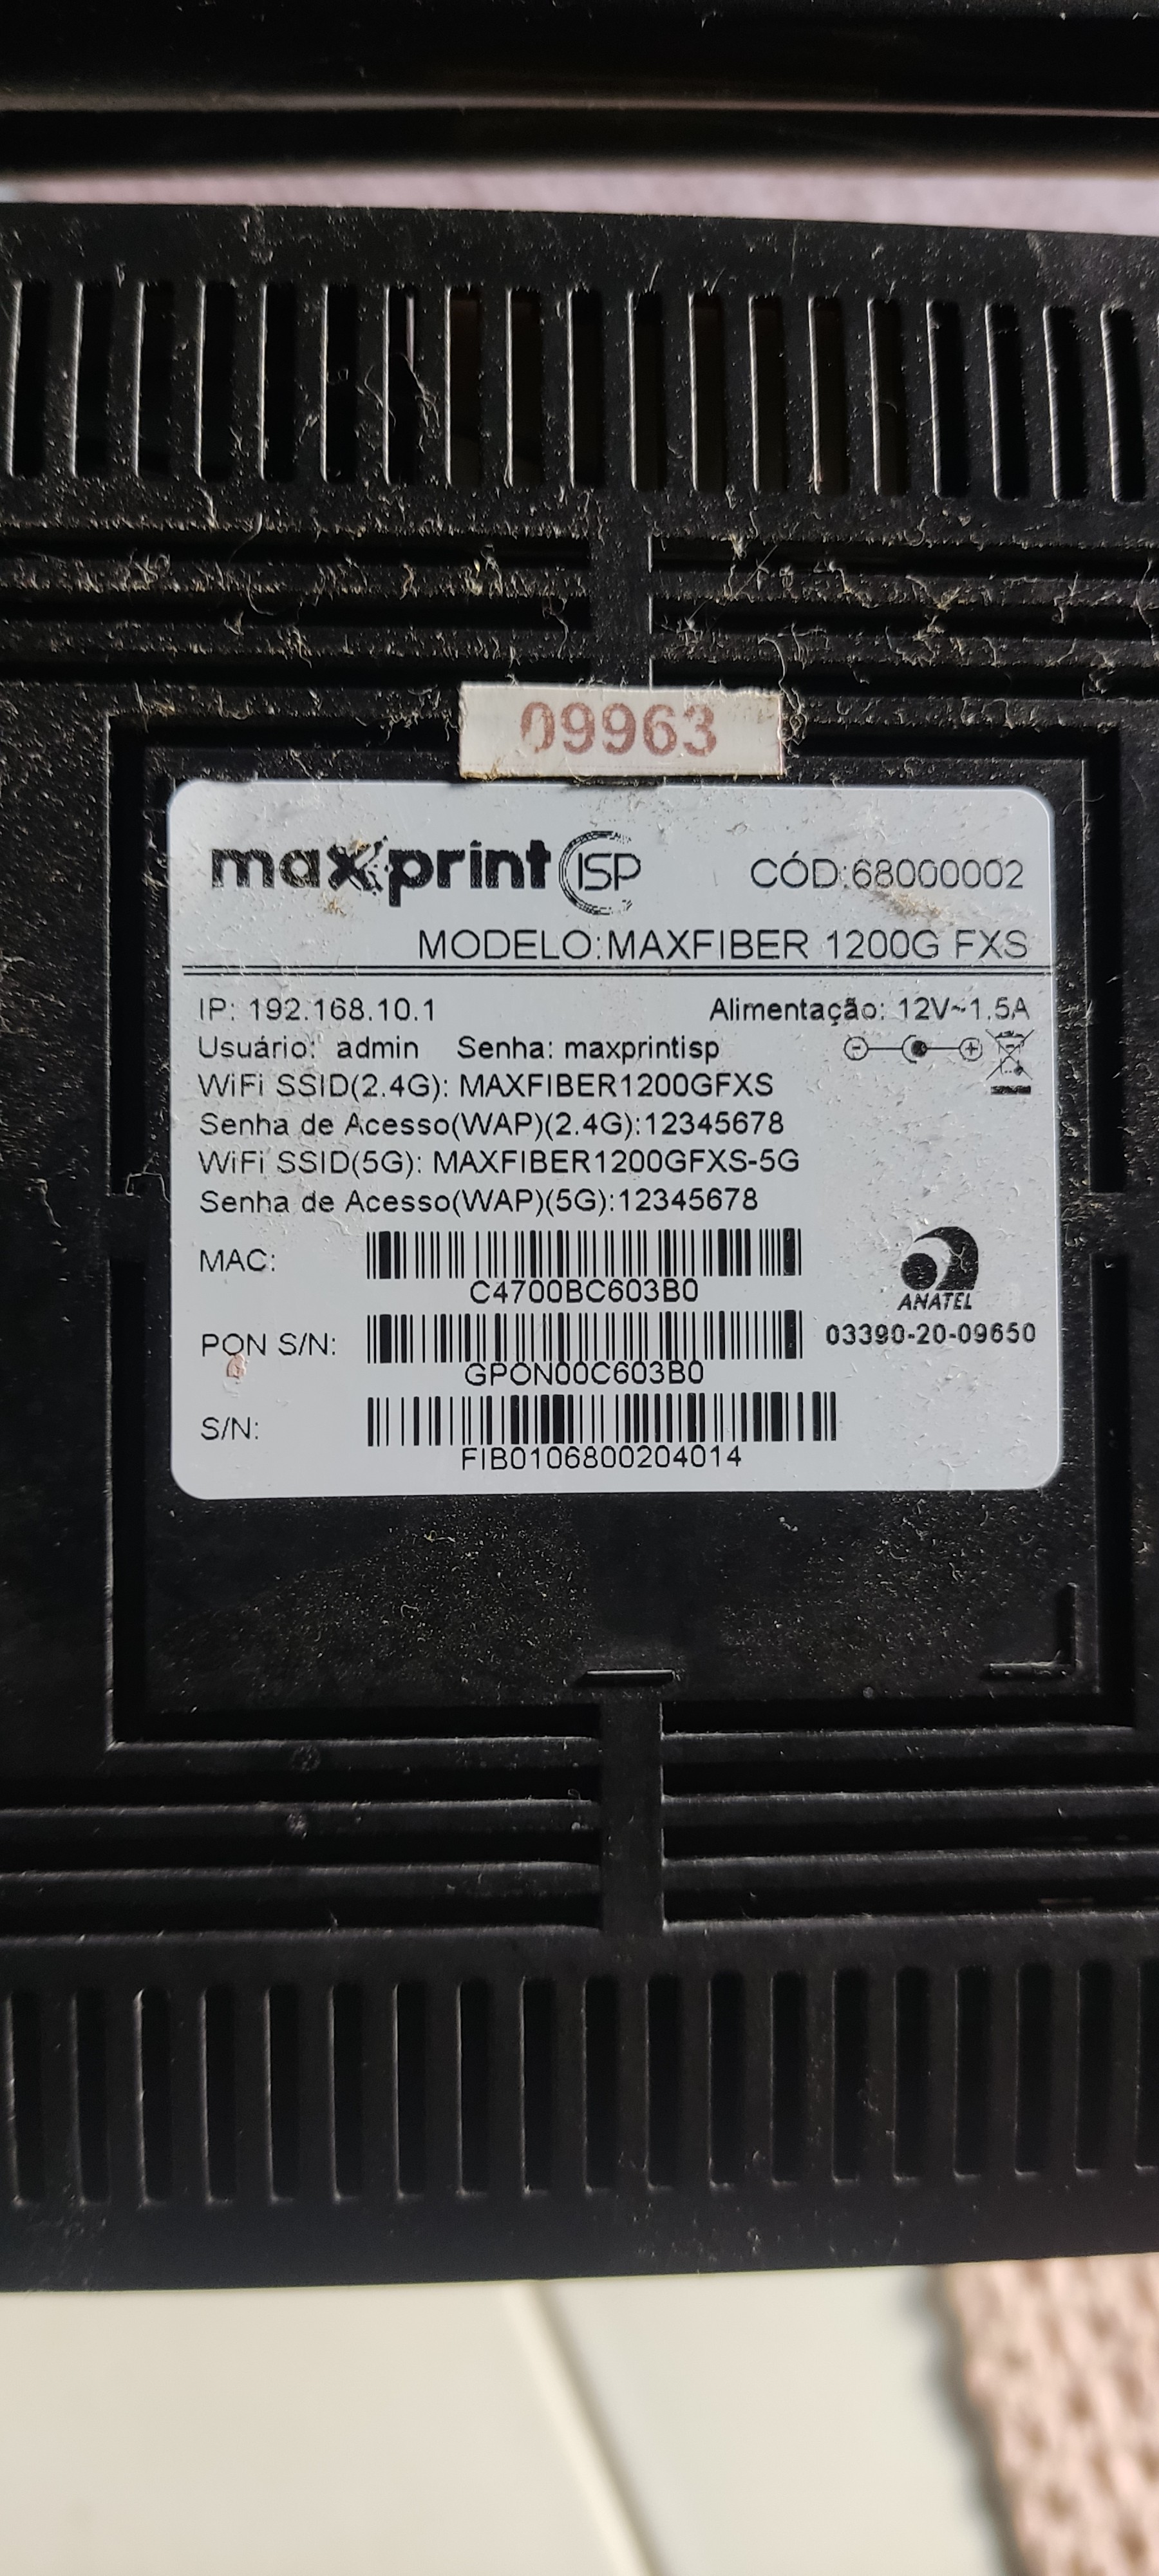 09963
maxprint ISP CÓD:68000002
MODELO:MAXFIBER 1200G FXS
IP: 192.168.10.1 Alimentação: 12V~1.5A
Usuário: admin Senha: maxprintisp
WiFi SSID(2.4G): MAXFIBER1200GFXS
Senha de Acesso(WAP)(2.4G):12345678
WiFi SSID(5G): MAXFIBER1200GFXS-5G
Senha de Acesso(WAP)(5G):12345678
MAC:
C4700BC603B0
ANATEL
PON S/N:
03390-20-09650
GPON00C603B0
S/N:
FIB0106800204014